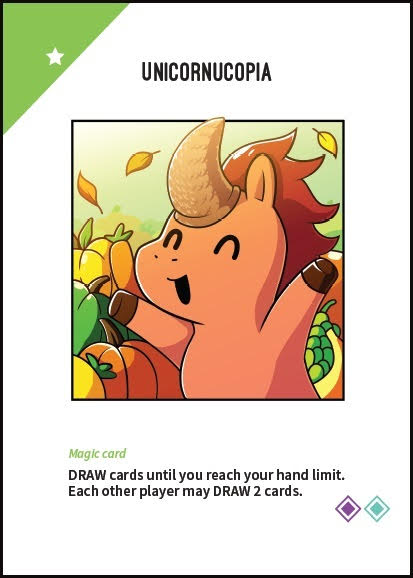 UNICORNUCOPIA
Magic card
DRAW cards until you reach your hand limit.
Each other player may DRAW 2 cards.